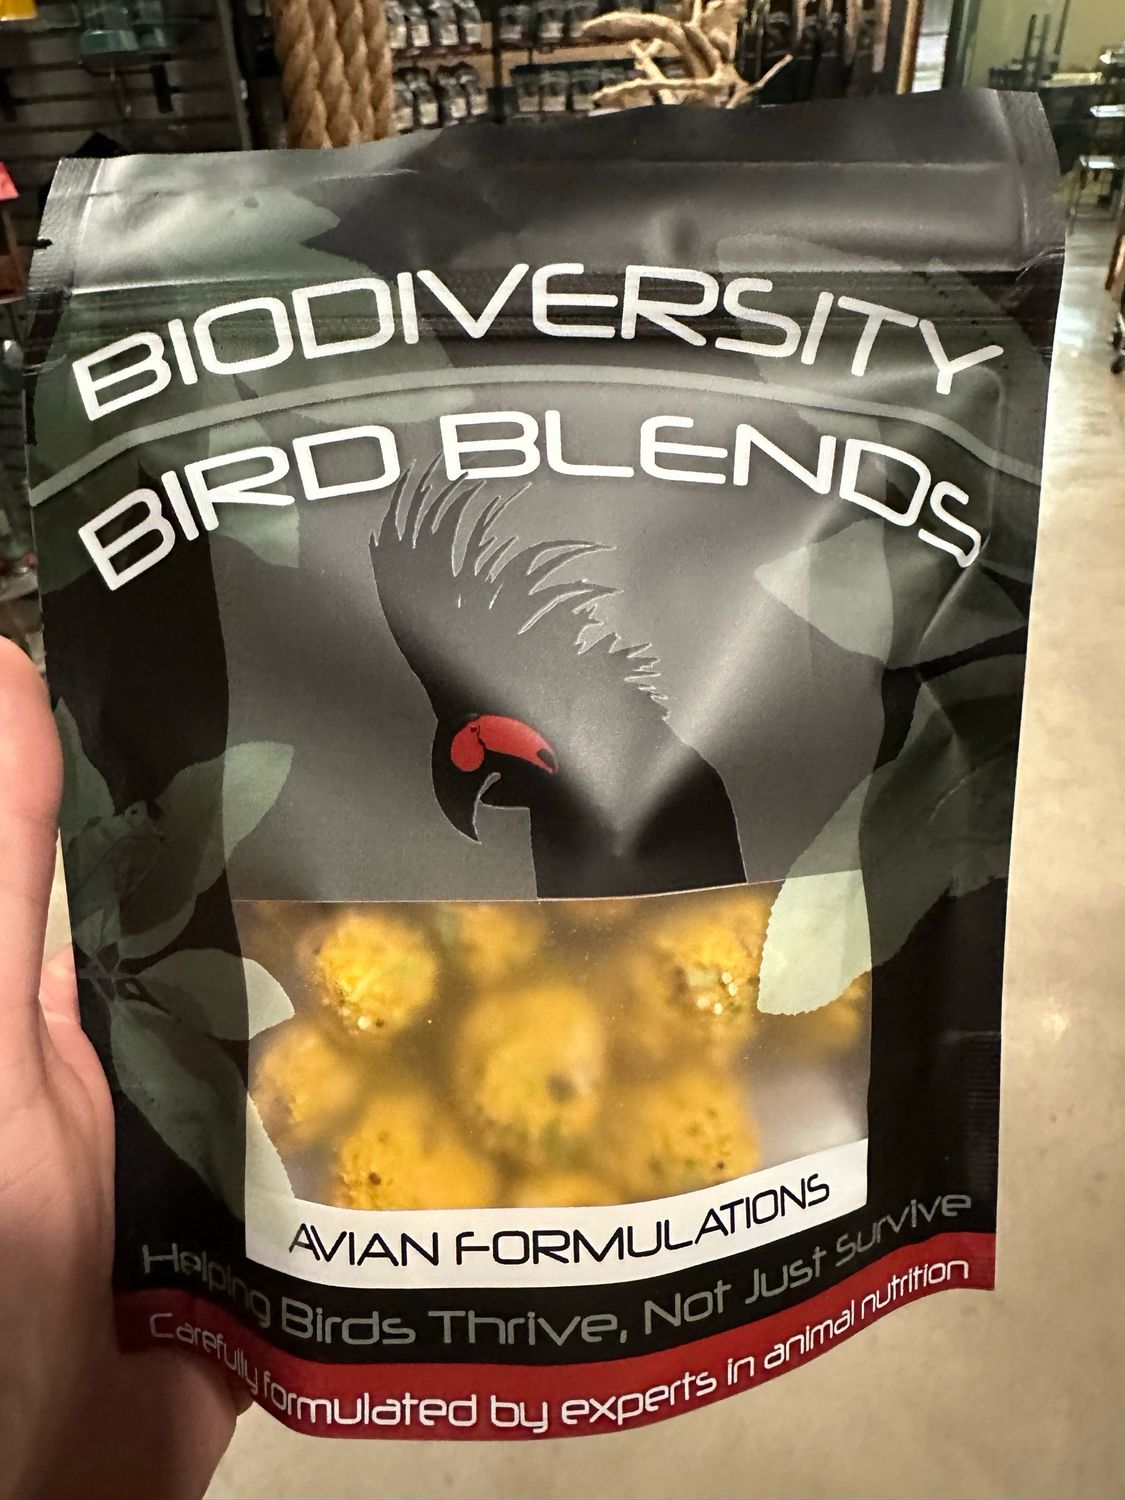 BIODIVERSITY
BIRD BLENDS
AVIAN FORMULATIONS
Helping Birds Thrive, Not Just Survive
Carefully formulated by experts in animal nutrition